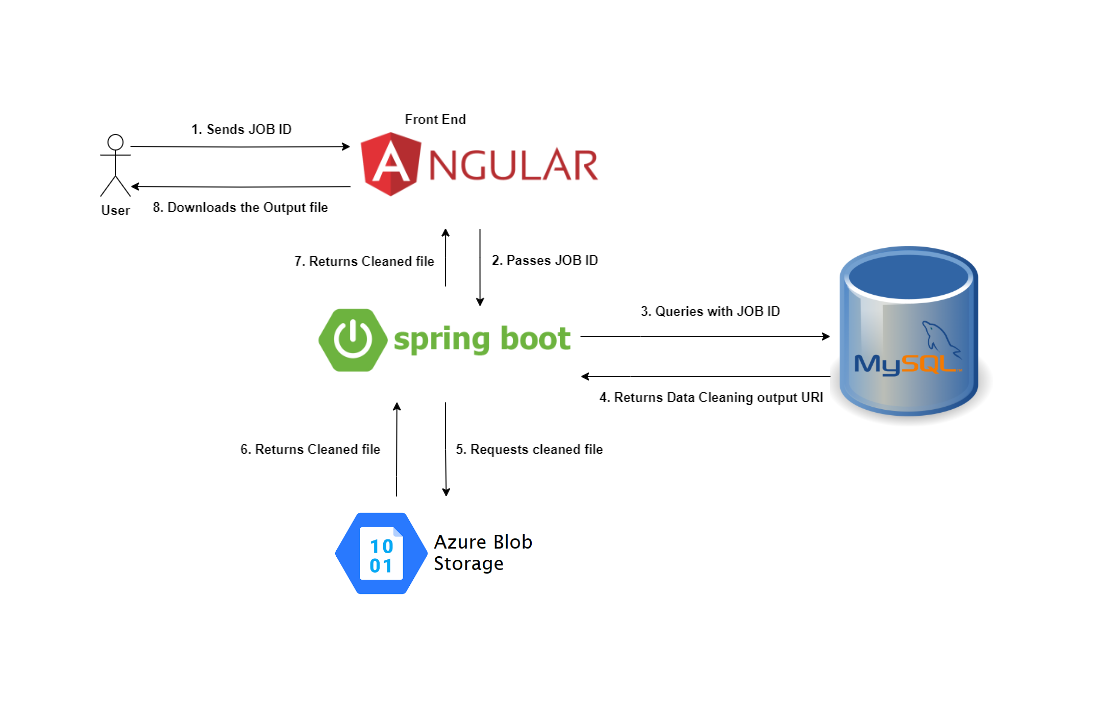 Front End
1. Sends JOB ID
ANGULAR
User
8. Downloads the Output file
7. Returns Cleaned file
2. Passes JOB ID
3. Queries with JOB ID
spring boot
MySQL
4. Returns Data Cleaning output URI
6. Returns Cleaned file
5. Requests cleaned file
10
01
Azure Blob
Storage